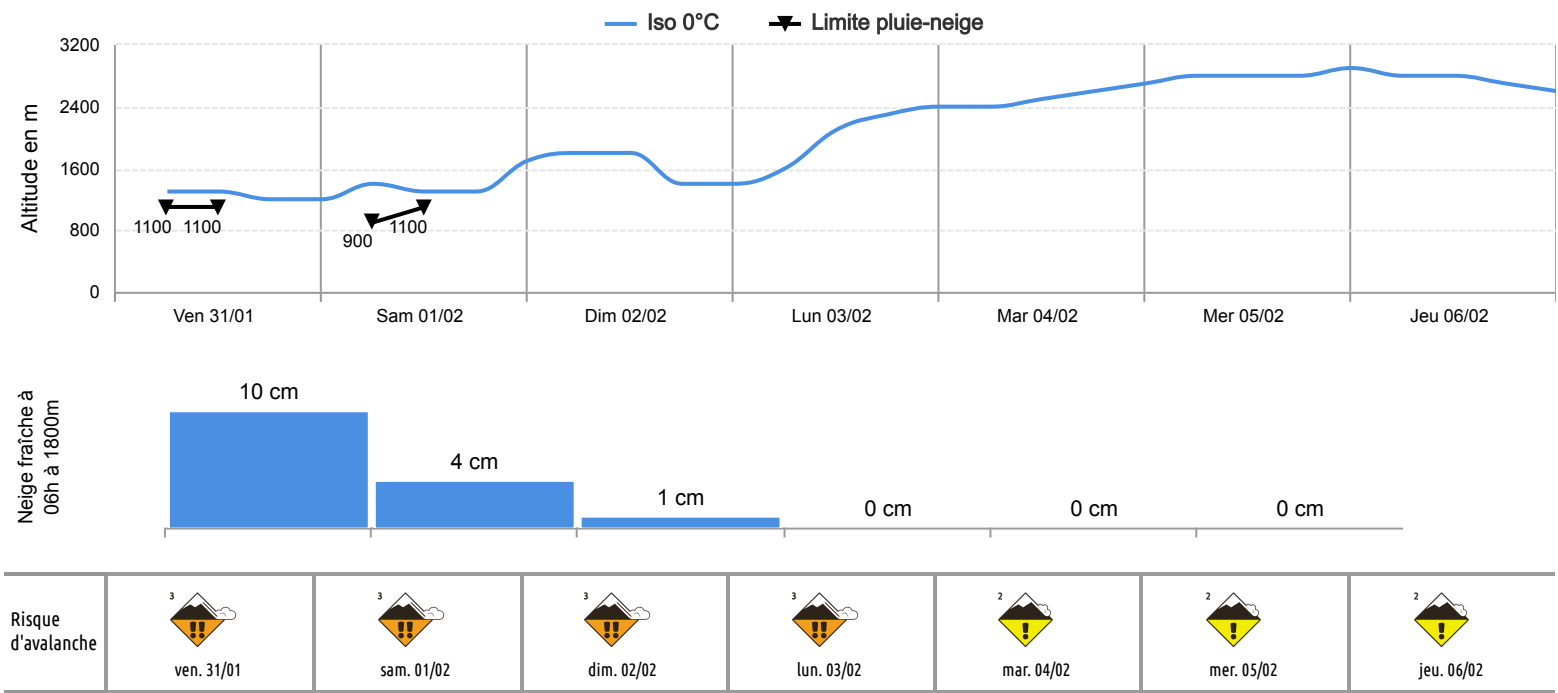 Iso 0°C Limite pluie-neige
Altitude en m
3200
2400
1600
800
0
1100 1100
900
1100
Ven 31/01 Sam 01/02 Dim 02/02 Lun 03/02 Mar 04/02 Mer 05/02 Jeu 06/02
Neige fraîche à
06h à 1800m
10 cm
4 cm
1 cm
0 cm 0 cm 0 cm
Risque
d'avalanche
3 3 3 3 2 2 2
!! !! !! !! ! ! !
ven. 31/01 sam. 01/02 dim. 02/02 lun. 03/02 mar. 04/02 mer. 05/02 jeu. 06/02